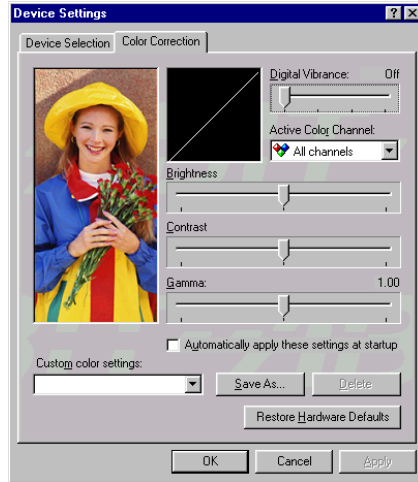 Device Settings
Device Selection
Color Correction
Digital Vibrance: Off
Active Color Channel:
All channels
Brightness
Contrast
Gamma: 1.00
Automatically apply these settings at startup
Custom color settings:
Save As...
Delete
Restore Hardware Defaults
OK
Cancel
Apply